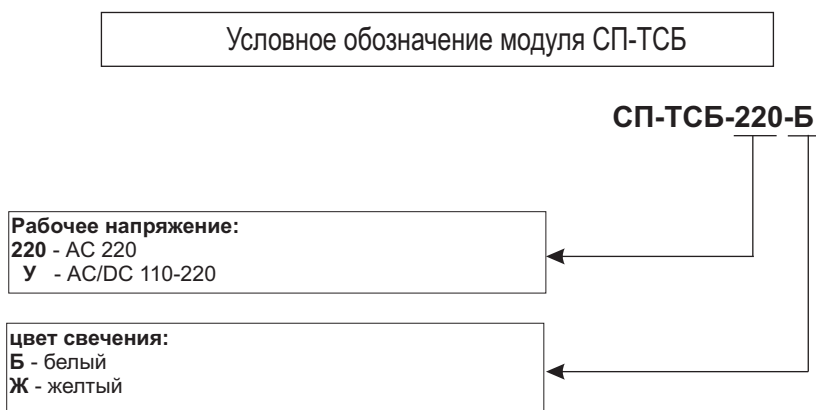 Условное обозначение модуля СП-ТСБ
СП-ТСБ-220-Б
Рабочее напряжение:
220 - AC 220
У - AC/DC 110-220
цвет свечения:
Б - белый
Ж - желтый